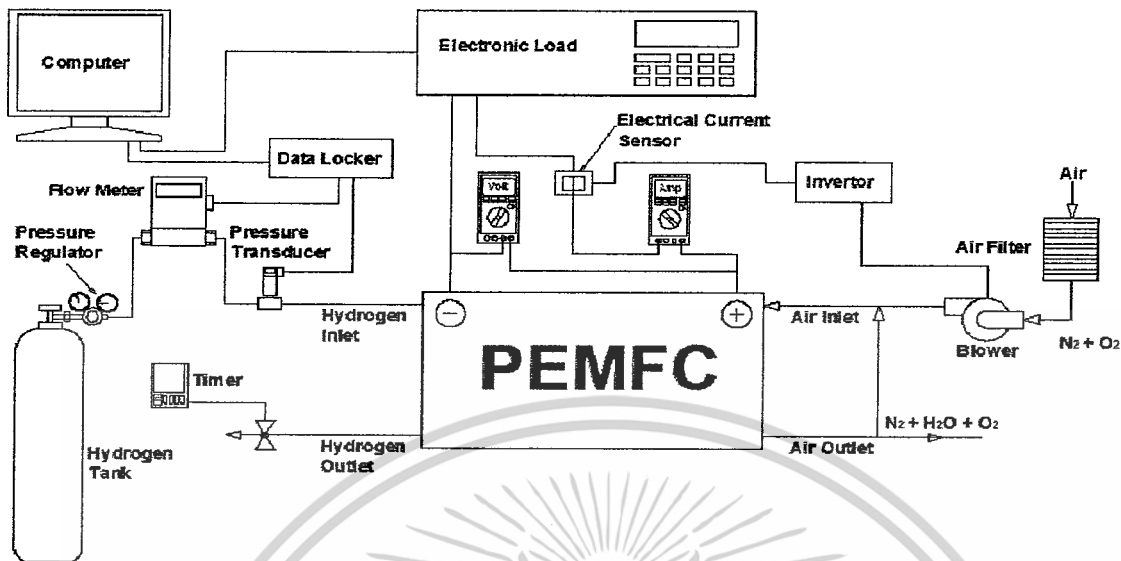 Computer
Electronic Load
Electrical Current
Sensor
Data Locker
Flow Meter
Volt
Amp
Invertor
Air
Pressure
Regulator
Pressure
Transducer
Air Filter
Hydrogen
Inlet
−
+
Air Inlet
Blower
N₂ + O₂
PEMFC
Timer
Hydrogen
Outlet
Air Outlet
N₂ + H₂O + O₂
Hydrogen
Tank